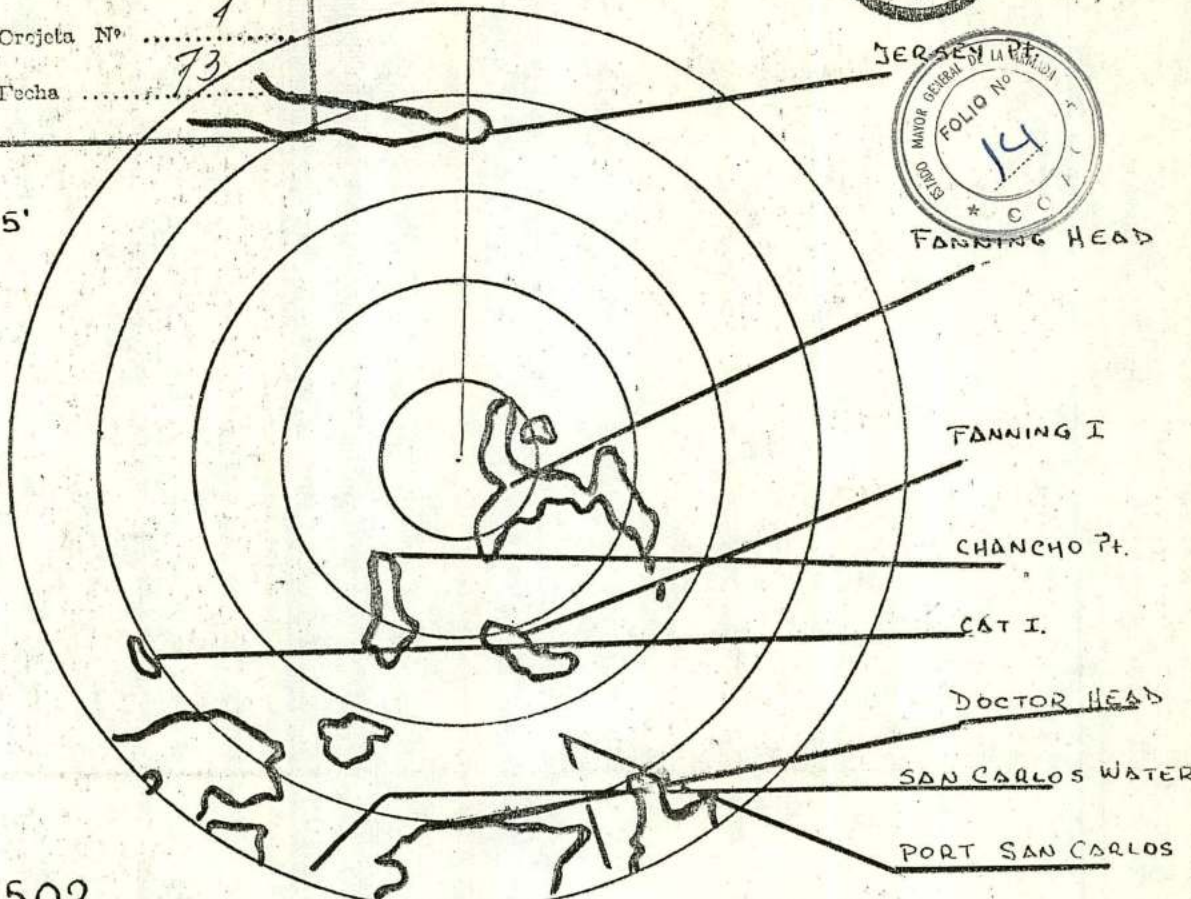 Orejeta Nº 1
Fecha 73
JERSEY Pt.
ESTADO MAYOR GENERAL DE LA ARMADA
FOLIO Nº
14
5'
FANNING HEAD
FANNING I
CHANCHO Pt.
CAT I.
DOCTOR HEAD
SAN CARLOS WATER
PORT SAN CARLOS
502